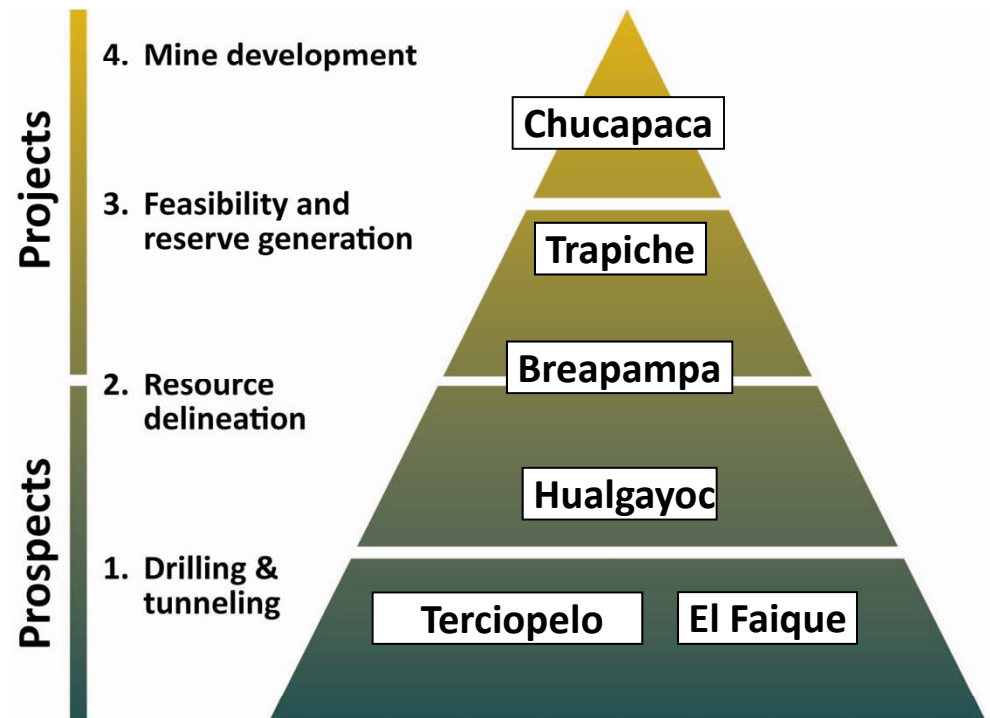 Projects
Prospects
4. Mine development
3. Feasibility and
reserve generation
2. Resource
delineation
1. Drilling &
tunneling
Chucapaca
Trapiche
Breapampa
Hualgayoc
Terciopelo
El Faique